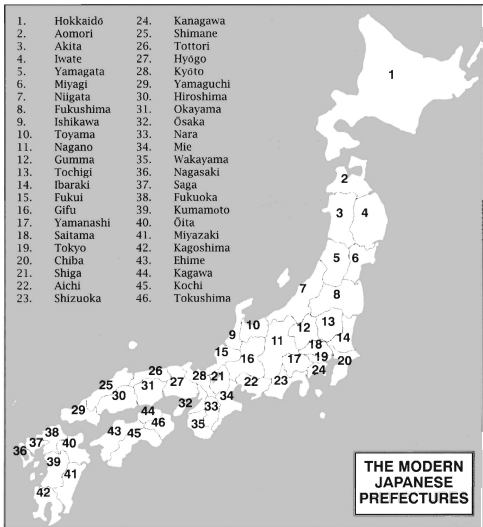 1. Hokkaidō
2. Aomori
3. Akita
4. Iwate
5. Yamagata
6. Miyagi
7. Niigata
8. Fukushima
9. Ishikawa
10. Toyama
11. Nagano
12. Gumma
13. Tochigi
14. Ibaraki
15. Fukui
16. Gifu
17. Yamanashi
18. Saitama
19. Tokyo
20. Chiba
21. Shiga
22. Aichi
23. Shizuoka
24. Kanagawa
25. Shimane
26. Tottori
27. Hyōgo
28. Kyōto
29. Yamaguchi
30. Hiroshima
31. Okayama
32. Ōsaka
33. Nara
34. Mie
35. Wakayama
36. Nagasaki
37. Saga
38. Fukuoka
39. Kumamoto
40. Ōita
41. Miyazaki
42. Kagoshima
43. Ehime
44. Kagawa
45. Kochi
46. Tokushima
1
2
3 4
5 6
7
8
9 10
11 12 13
14
15 16
17 18
19
20
24
21
22 23
25 26
27 28
29 30 31
32 33 34
35
36 37 38
39 40
41
42
43 44
45 46
THE MODERN
JAPANESE
PREFECTURES